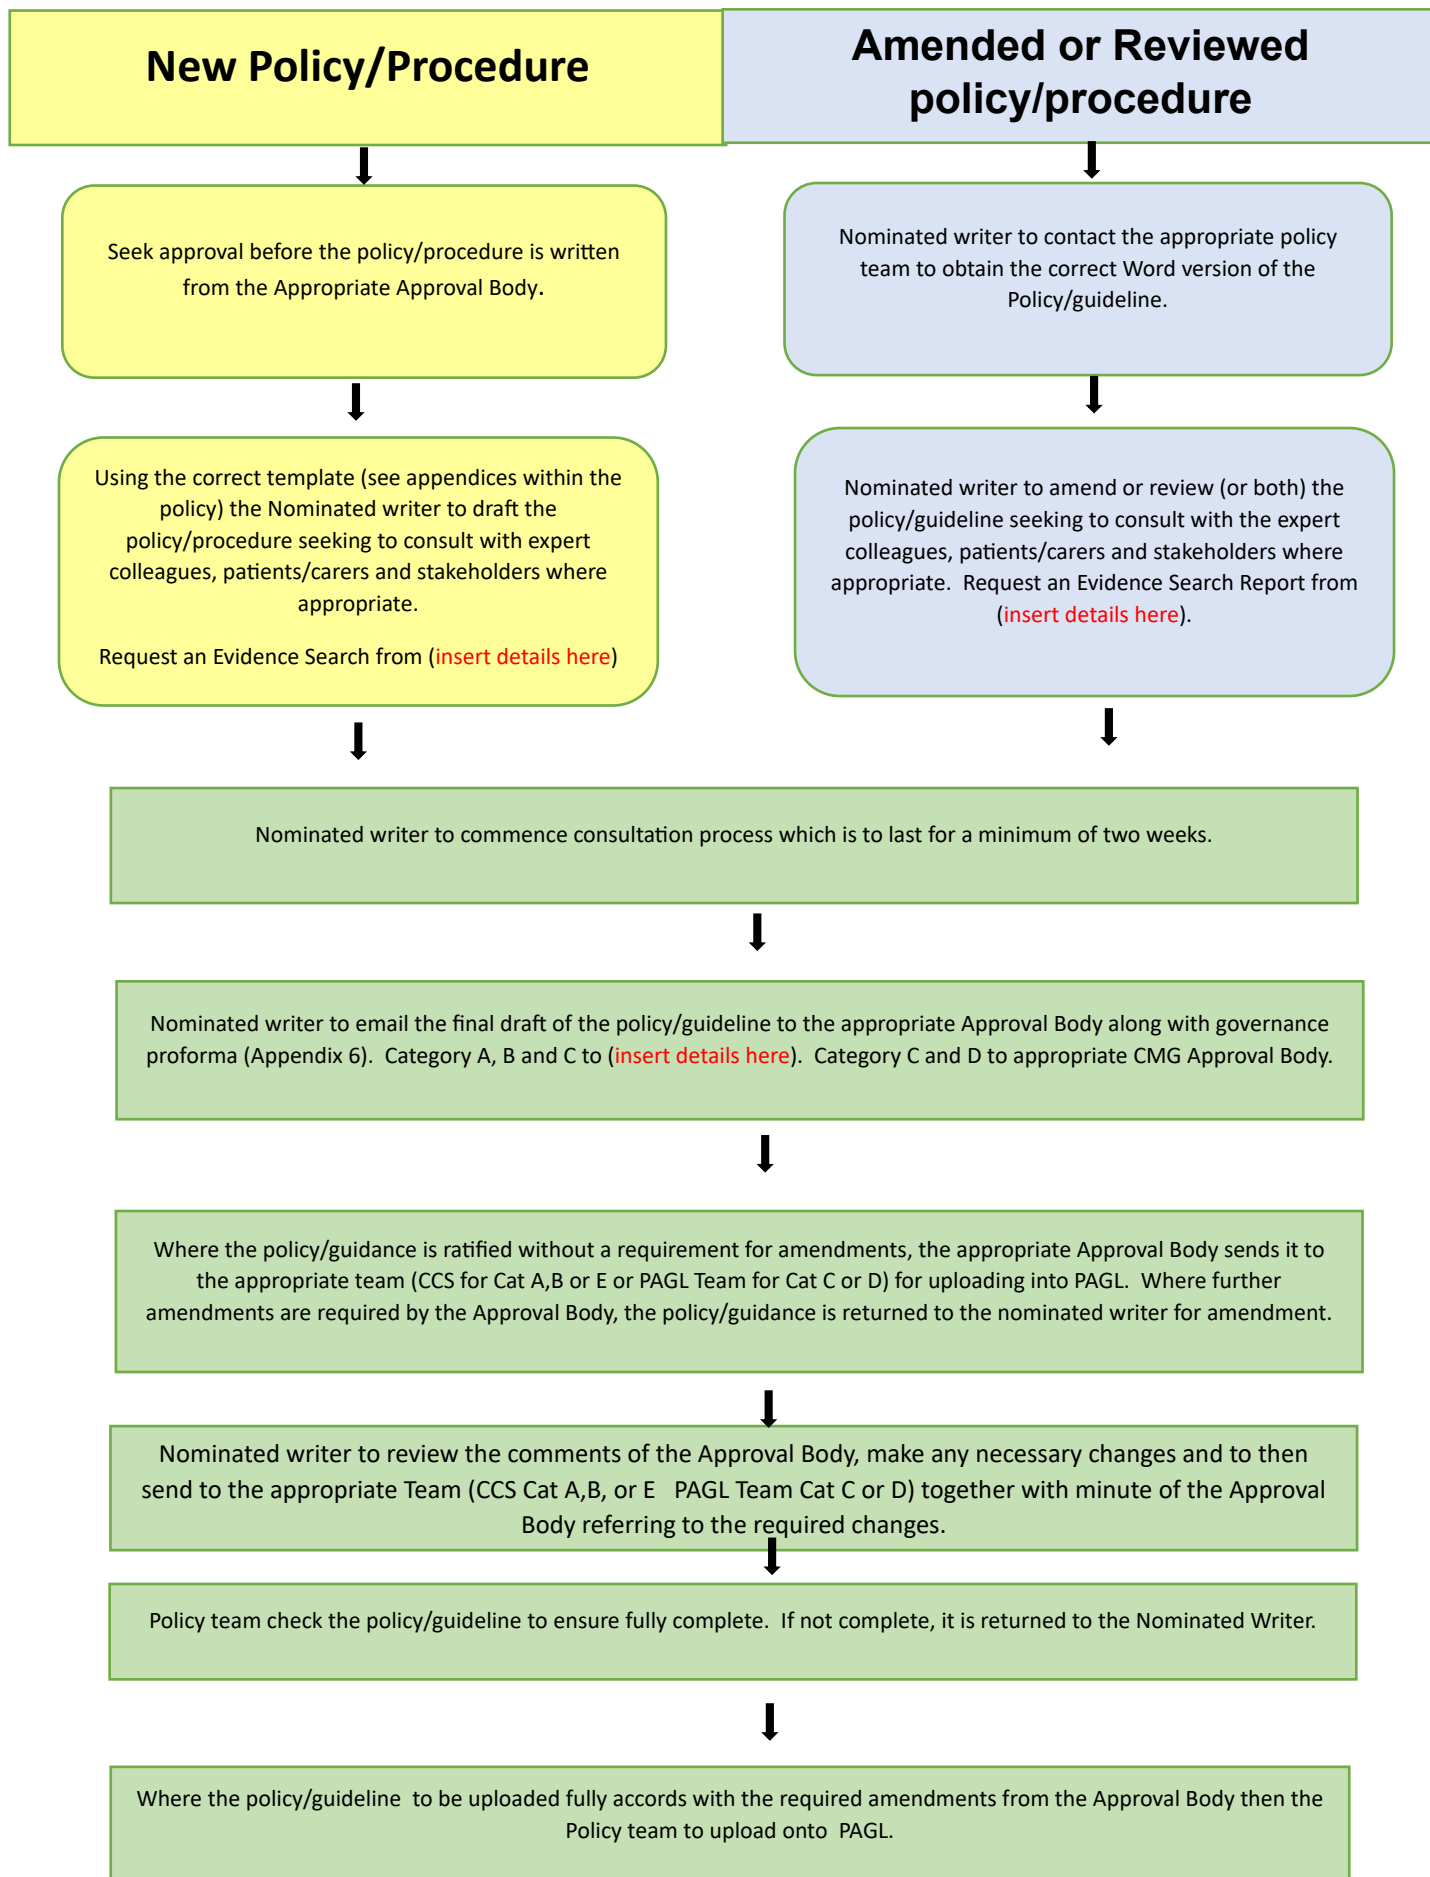 New Policy/Procedure
Amended or Reviewed
policy/procedure
Seek approval before the policy/procedure is written
from the Appropriate Approval Body.
Nominated writer to contact the appropriate policy
team to obtain the correct Word version of the
Policy/guideline.
Using the correct template (see appendices within the
policy) the Nominated writer to draft the
policy/procedure seeking to consult with expert
colleagues, patients/carers and stakeholders where
appropriate.
Request an Evidence Search from (insert details here)
Nominated writer to amend or review (or both) the
policy/guideline seeking to consult with the expert
colleagues, patients/carers and stakeholders where
appropriate.  Request an Evidence Search Report from
(insert details here).
Nominated writer to commence consultation process which is to last for a minimum of two weeks.
Nominated writer to email the final draft of the policy/guideline to the appropriate Approval Body along with governance
proforma (Appendix 6).  Category A, B and C to (insert details here).  Category C and D to appropriate CMG Approval Body.
Where the policy/guidance is ratified without a requirement for amendments, the appropriate Approval Body sends it to
the appropriate team (CCS for Cat A,B or E or PAGL Team for Cat C or D) for uploading into PAGL.  Where further
amendments are required by the Approval Body, the policy/guidance is returned to the nominated writer for amendment.
Nominated writer to review the comments of the Approval Body, make any necessary changes and to then
send to the appropriate Team (CCS Cat A,B, or E   PAGL Team Cat C or D) together with minute of the Approval
Body referring to the required changes.
Policy team check the policy/guideline to ensure fully complete.  If not complete, it is returned to the Nominated Writer.
Where the policy/guideline  to be uploaded fully accords with the required amendments from the Approval Body then the
Policy team to upload onto  PAGL.